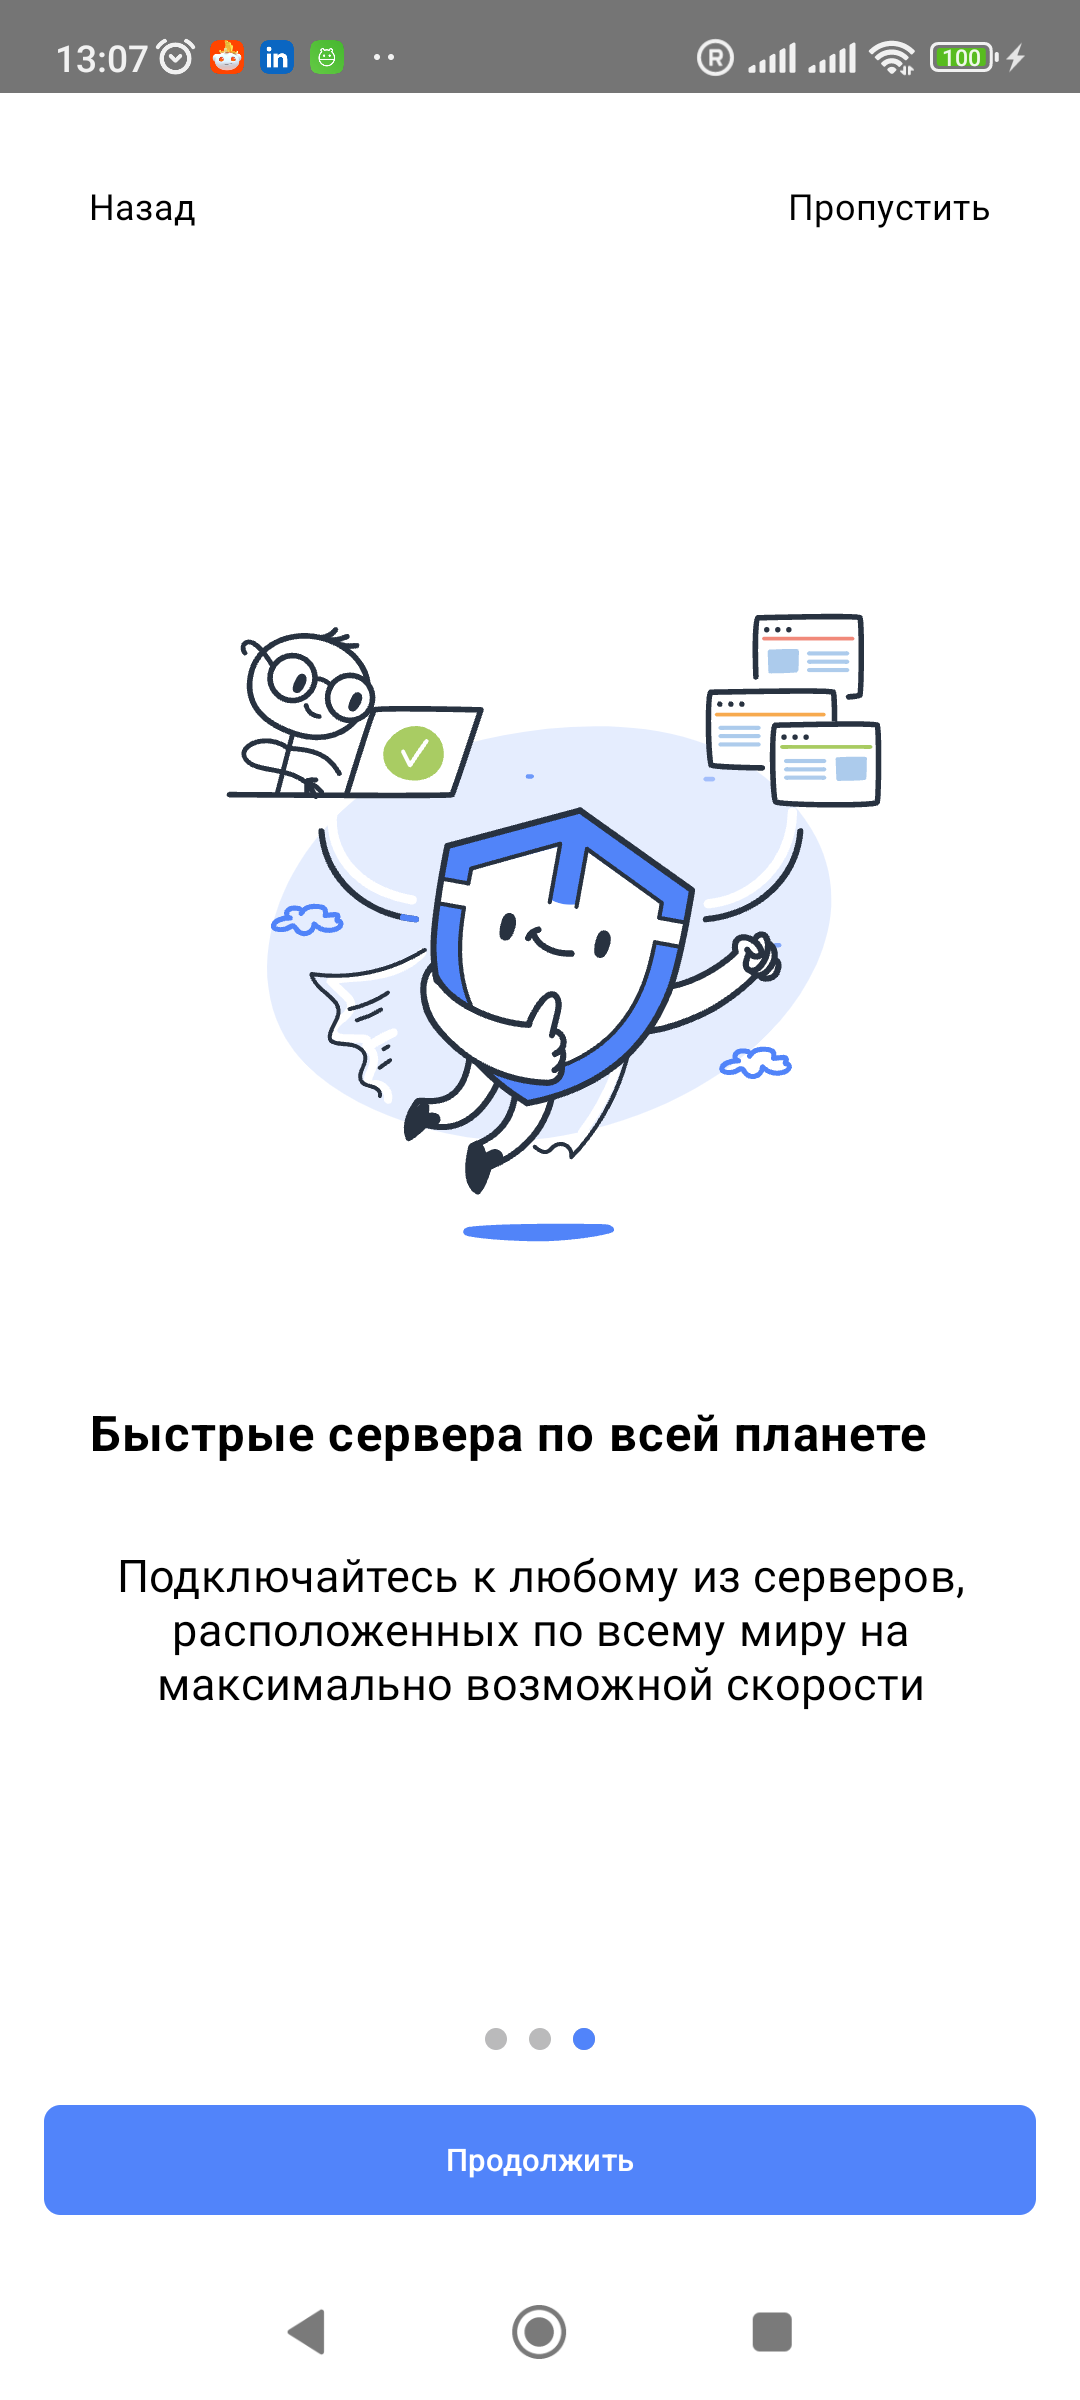 13:07
100
Назад
Пропустить
Быстрые сервера по всей планете
Подключайтесь к любому из серверов,
расположенных по всему миру на
максимально возможной скорости
Продолжить